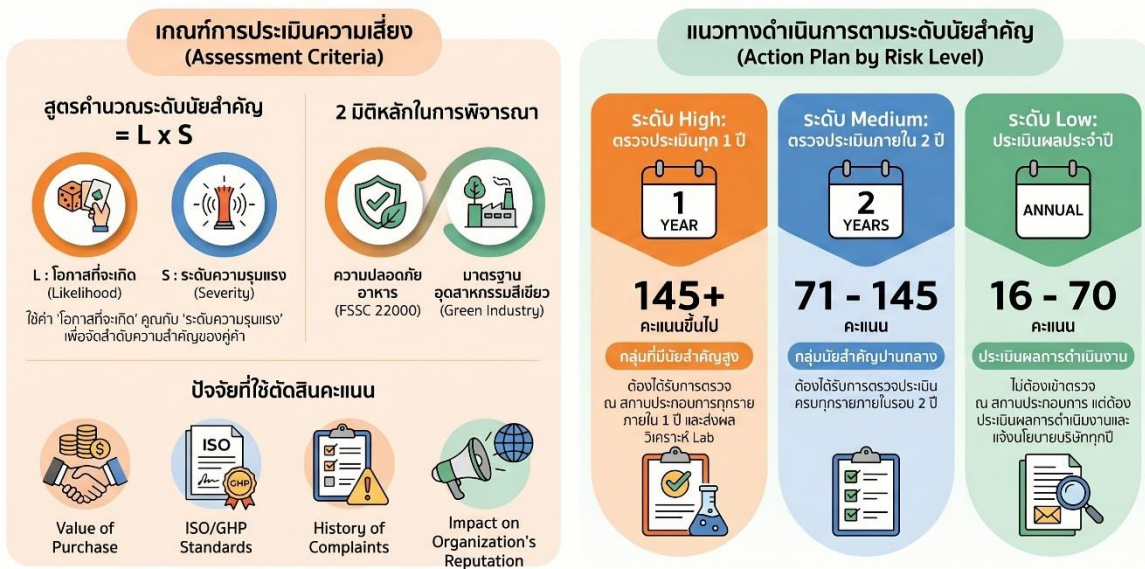 เกณฑ์การประเมินความเสี่ยง
(Assessment Criteria)
สูตรคำนวณระดับนัยสำคัญ
= L x S
L : โอกาสที่จะเกิด
(Likelihood)
S : ระดับความรุนแรง
(Severity)
ใช้ค่า 'โอกาสที่จะเกิด' คูณกับ 'ระดับความรุนแรง'
เพื่อจัดลำดับความสำคัญของคู่ค้า
2 มิติหลักในการพิจารณา
ความปลอดภัย
อาหาร
(FSSC 22000)
มาตรฐาน
อุตสาหกรรมสีเขียว
(Green Industry)
ปัจจัยที่ใช้ตัดสินคะแนน
Value of
Purchase
ISO
GHP
ISO/GHP
Standards
History of
Complaints
Impact on
Organization's
Reputation
แนวทางดำเนินการตามระดับนัยสำคัญ
(Action Plan by Risk Level)
ระดับ High:
ตรวจประเมินทุก 1 ปี
1
YEAR
145+
คะแนนขึ้นไป
กลุ่มที่มีนัยสำคัญสูง
ต้องได้รับการตรวจ
ณ สถานประกอบการทุกราย
ภายใน 1 ปี และส่งผล
วิเคราะห์ Lab
ระดับ Medium:
ตรวจประเมินภายใน 2 ปี
2
YEARS
71 - 145
คะแนน
กลุ่มนัยสำคัญปานกลาง
ต้องได้รับการตรวจประเมิน
ครบทุกรายภายในรอบ 2 ปี
ระดับ Low:
ประเมินผลประจำปี
ANNUAL
16 - 70
คะแนน
ประเมินผลการดำเนินงาน
ไม่ต้องเข้าตรวจ
ณ สถานประกอบการ แต่ต้อง
ประเมินผลการดำเนินงานและ
แจ้งนโยบายบริษัททุกปี